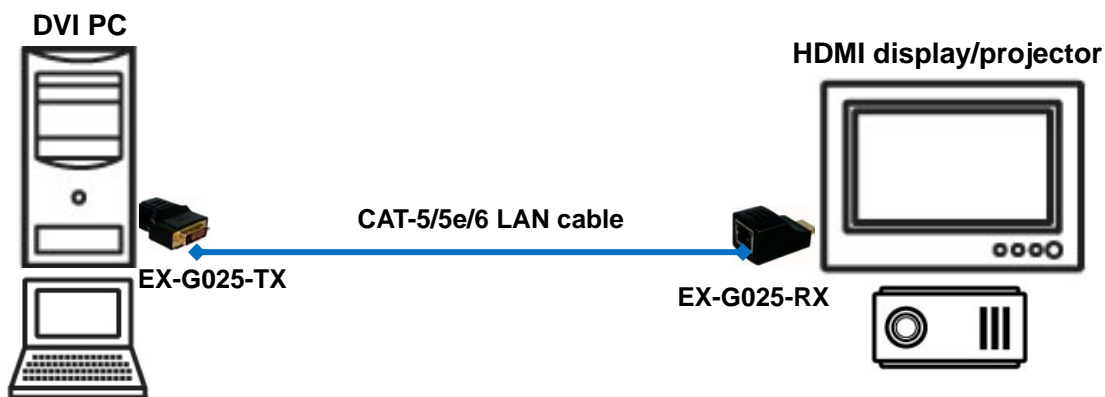 DVI PC
HDMI display/projector
CAT-5/5e/6 LAN cable
EX-G025-TX
EX-G025-RX